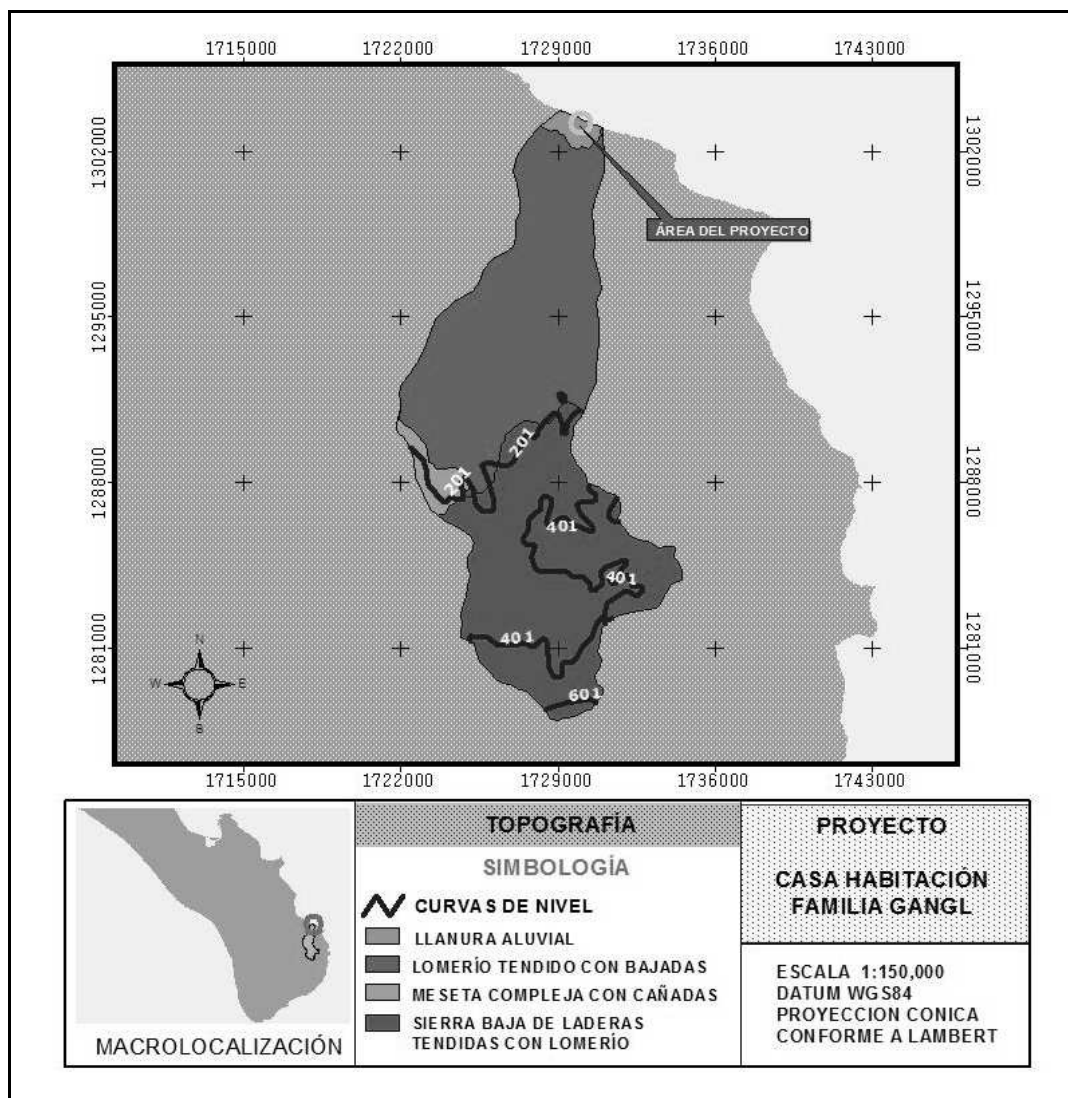 1715000 1722000 1729000 1736000 1743000
1302000
1302000
ÁREA DEL PROYECTO
1295000
1295000
201
201
1288000
1288000
401
401
401
1281000
1281000
601
N
W E
S
1715000 1722000 1729000 1736000 1743000
MACROLOCALIZACIÓN
TOPOGRAFÍA
SIMBOLOGÍA
CURVAS DE NIVEL
LLANURA ALUVIAL
LOMERÍO TENDIDO CON BAJADAS
MESETA COMPLEJA CON CAÑADAS
SIERRA BAJA DE LADERAS
TENDIDAS CON LOMERÍO
PROYECTO
CASA HABITACIÓN
FAMILIA GANGL
ESCALA 1:150,000
DATUM WGS84
PROYECCION CONICA
CONFORME A LAMBERT